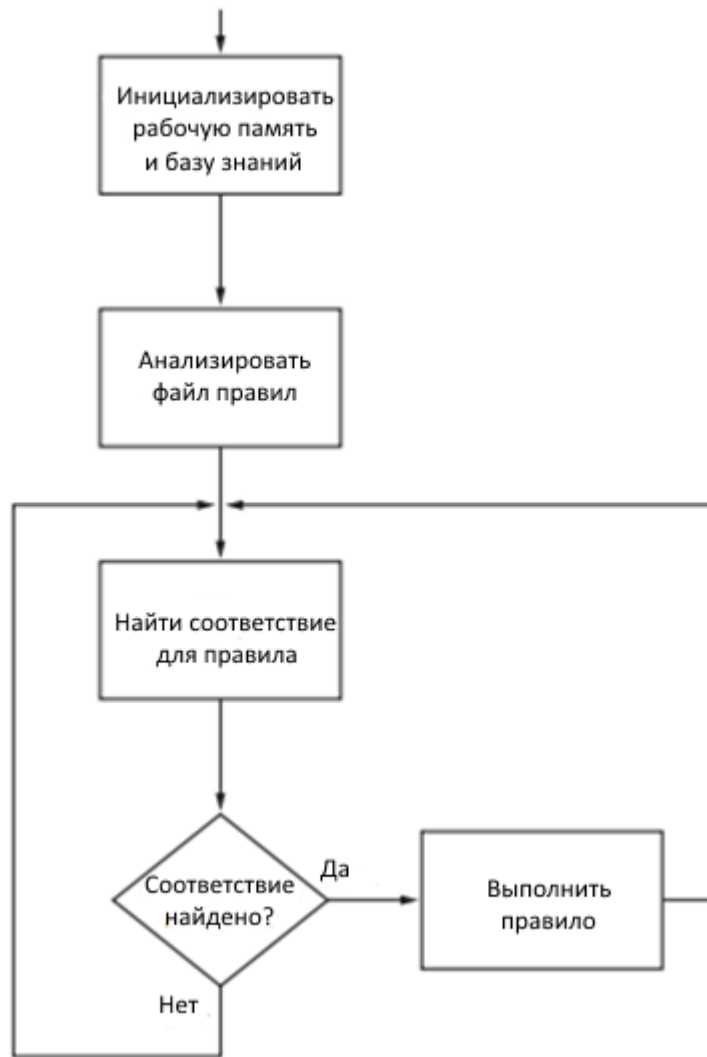 Инициализировать
рабочую память
и базу знаний
Анализировать
файл правил
Найти соответствие
для правила
Соответствие
найдено?
Да
Выполнить
правило
Нет